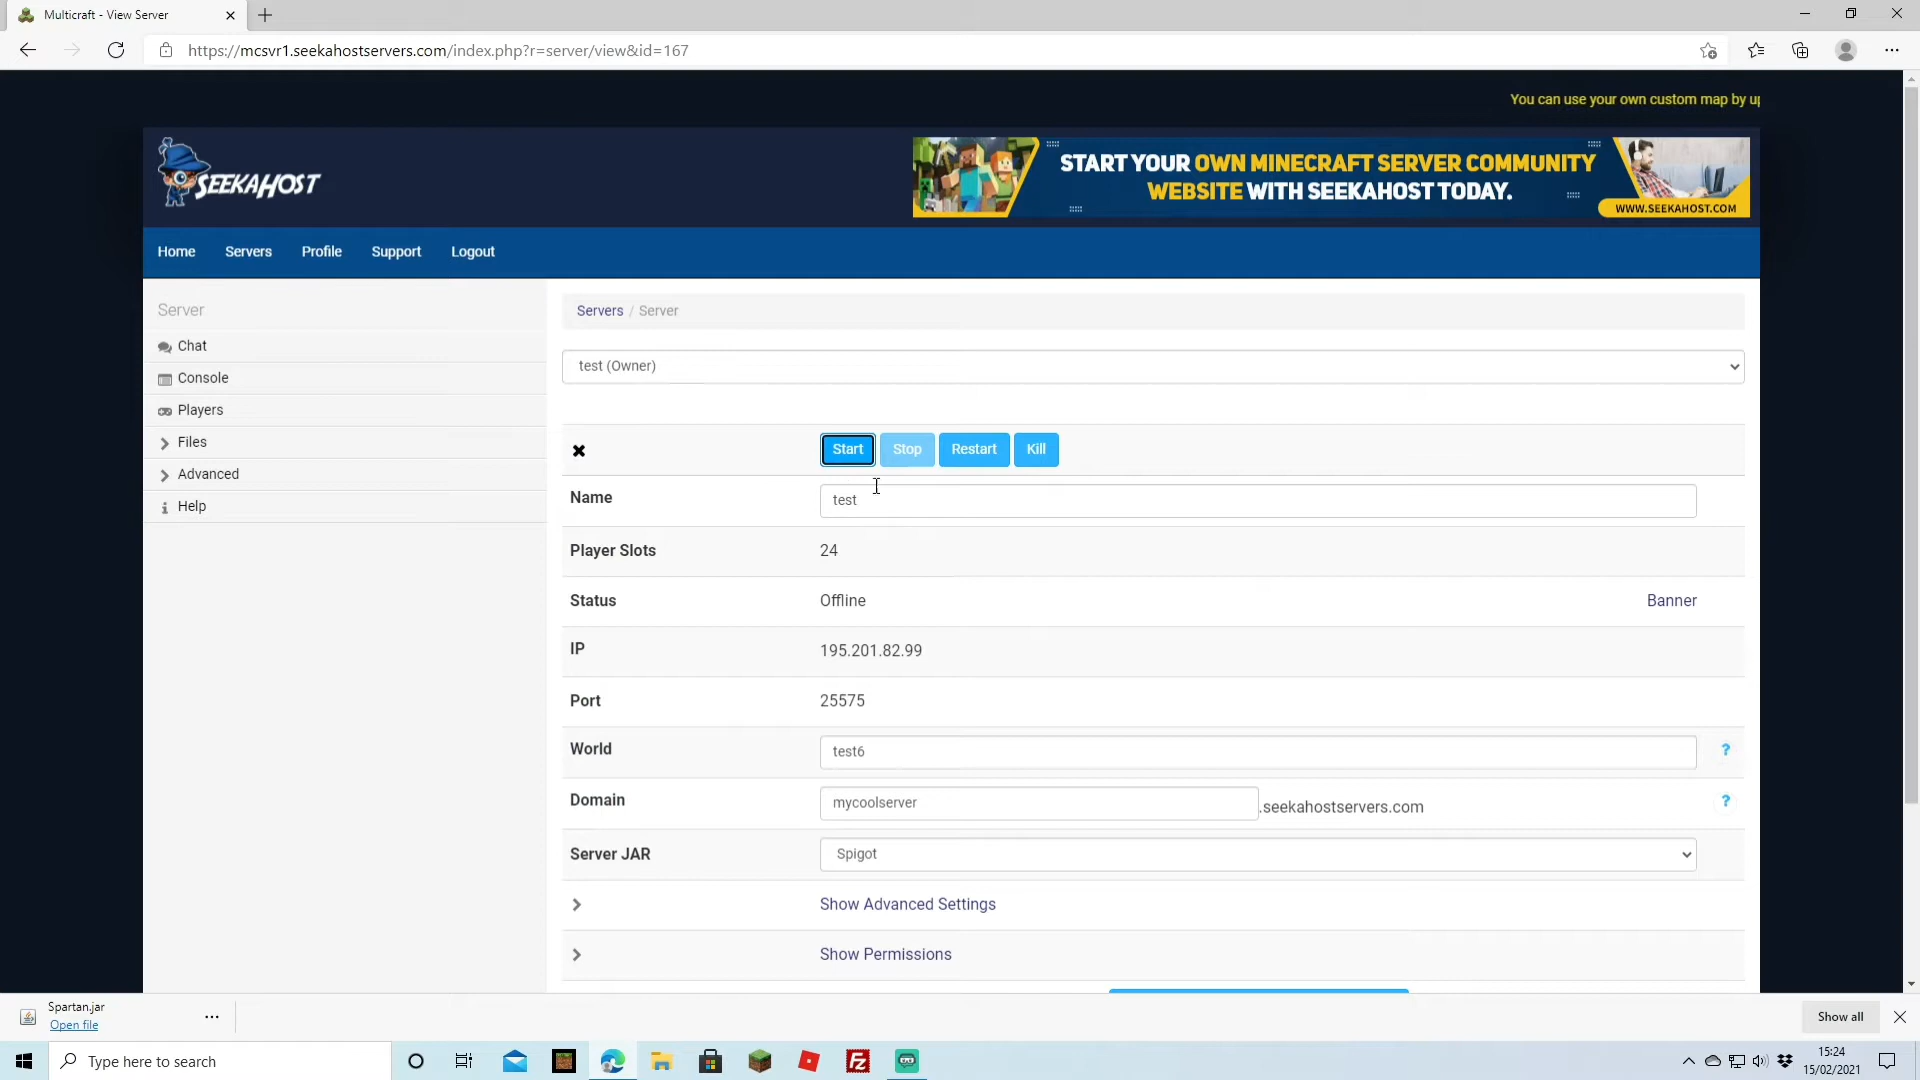 Multicraft - View Server
https://mcsvr1.seekahostservers.com/index.php?r=server/view&id=167
You can use your own custom map by up
SEEKAHOST
START YOUR OWN MINECRAFT SERVER COMMUNITY
WEBSITE WITH SEEKAHOST TODAY.
WWW.SEEKAHOST.COM
Home Servers Profile Support Logout
Server
Chat
Console
Players
Files
Advanced
Help
Servers / Server
test (Owner)
Start Stop Restart Kill
Name test
Player Slots 24
Status Offline Banner
IP 195.201.82.99
Port 25575
World test6 ?
Domain mycoolserver .seekahostservers.com ?
Server JAR Spigot
Show Advanced Settings
Show Permissions
Spartan.jar
Open file
Show all
Type here to search
FZ
15:24
15/02/2021